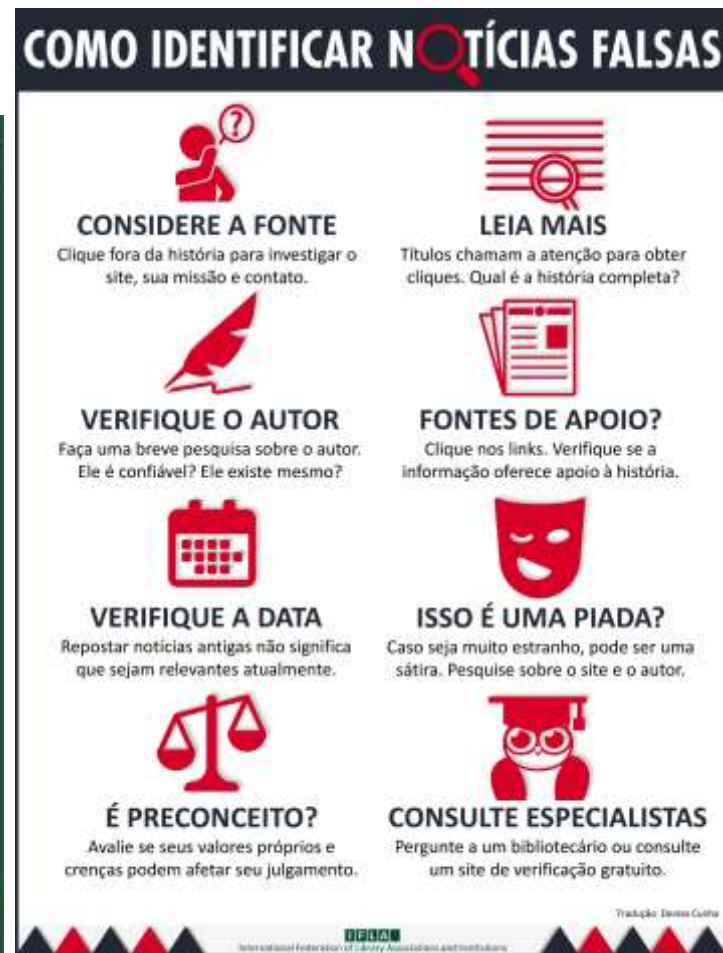 COMO IDENTIFICAR NOTÍCIAS FALSAS
?
CONSIDERE A FONTE
Clique fora da história para investigar o
site, sua missão e contato.
LEIA MAIS
Títulos chamam a atenção para obter
cliques. Qual é a história completa?
VERIFIQUE O AUTOR
Faça uma breve pesquisa sobre o autor.
Ele é confiável? Ele existe mesmo?
FONTES DE APOIO?
Clique nos links. Verifique se a
informação oferece apoio à história.
VERIFIQUE A DATA
Repostar notícias antigas não significa
que sejam relevantes atualmente.
ISSO É UMA PIADA?
Caso seja muito estranho, pode ser uma
sátira. Pesquise sobre o site e o autor.
É PRECONCEITO?
Avalie se seus valores próprios e
crenças podem afetar seu julgamento.
CONSULTE ESPECIALISTAS
Pergunte a um bibliotecário ou consulte
um site de verificação gratuito.
Tradução: Denise Cunha
IFLA
International Federation of Library Associations and Institutions